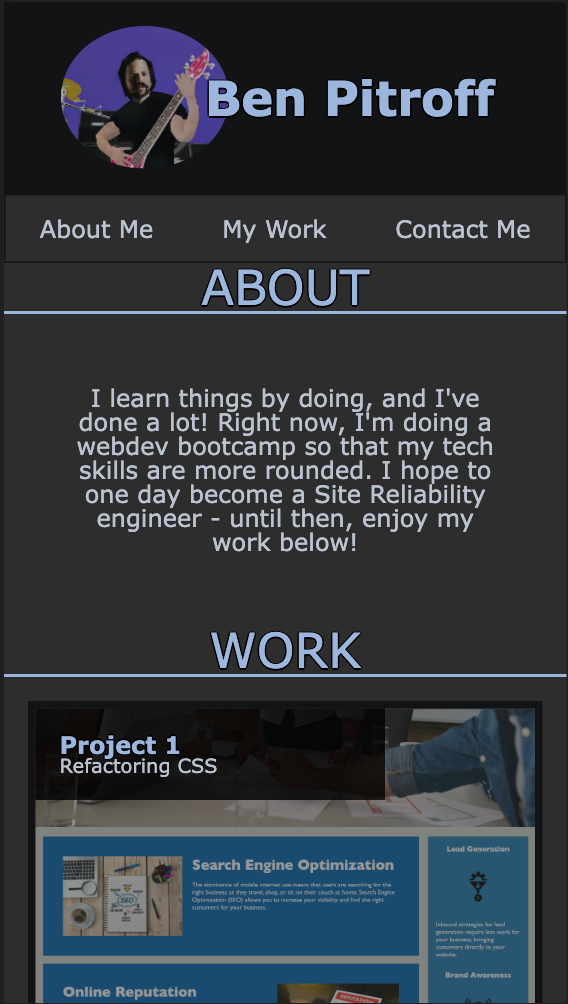 Ben Pitroff
About Me My Work Contact Me
ABOUT
I learn things by doing, and I've
done a lot! Right now, I'm doing a
webdev bootcamp so that my tech
skills are more rounded. I hope to
one day become a Site Reliability
engineer - until then, enjoy my
work below!
WORK
Project 1
Refactoring CSS
Search Engine Optimization
The dominance of mobile internet use means that users are searching for the
right business as they travel, shop, or sit on their couch at home. Search Engine
Optimization (SEO) allows you to increase your visibility and find the right
customers for your business.
SEO
Lead Generation
Inbound strategies for lead
generation require less work for
your business, bringing
customers directly to your
website.
Brand Awareness
Online Reputation